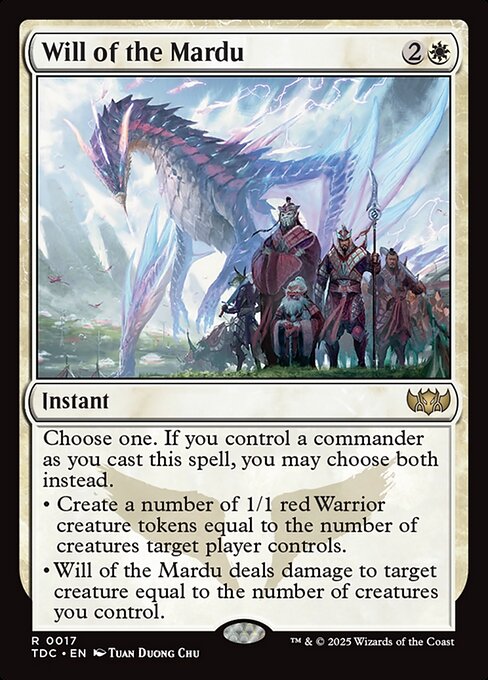 Will of the Mardu 2
Instant
Choose one. If you control a commander
as you cast this spell, you may choose both
instead.
• Create a number of 1/1 red Warrior
creature tokens equal to the number of
creatures target player controls.
• Will of the Mardu deals damage to target
creature equal to the number of creatures
you control.
R 0017
TDC • EN Tuan Duong Chu
™ & © 2025 Wizards of the Coast